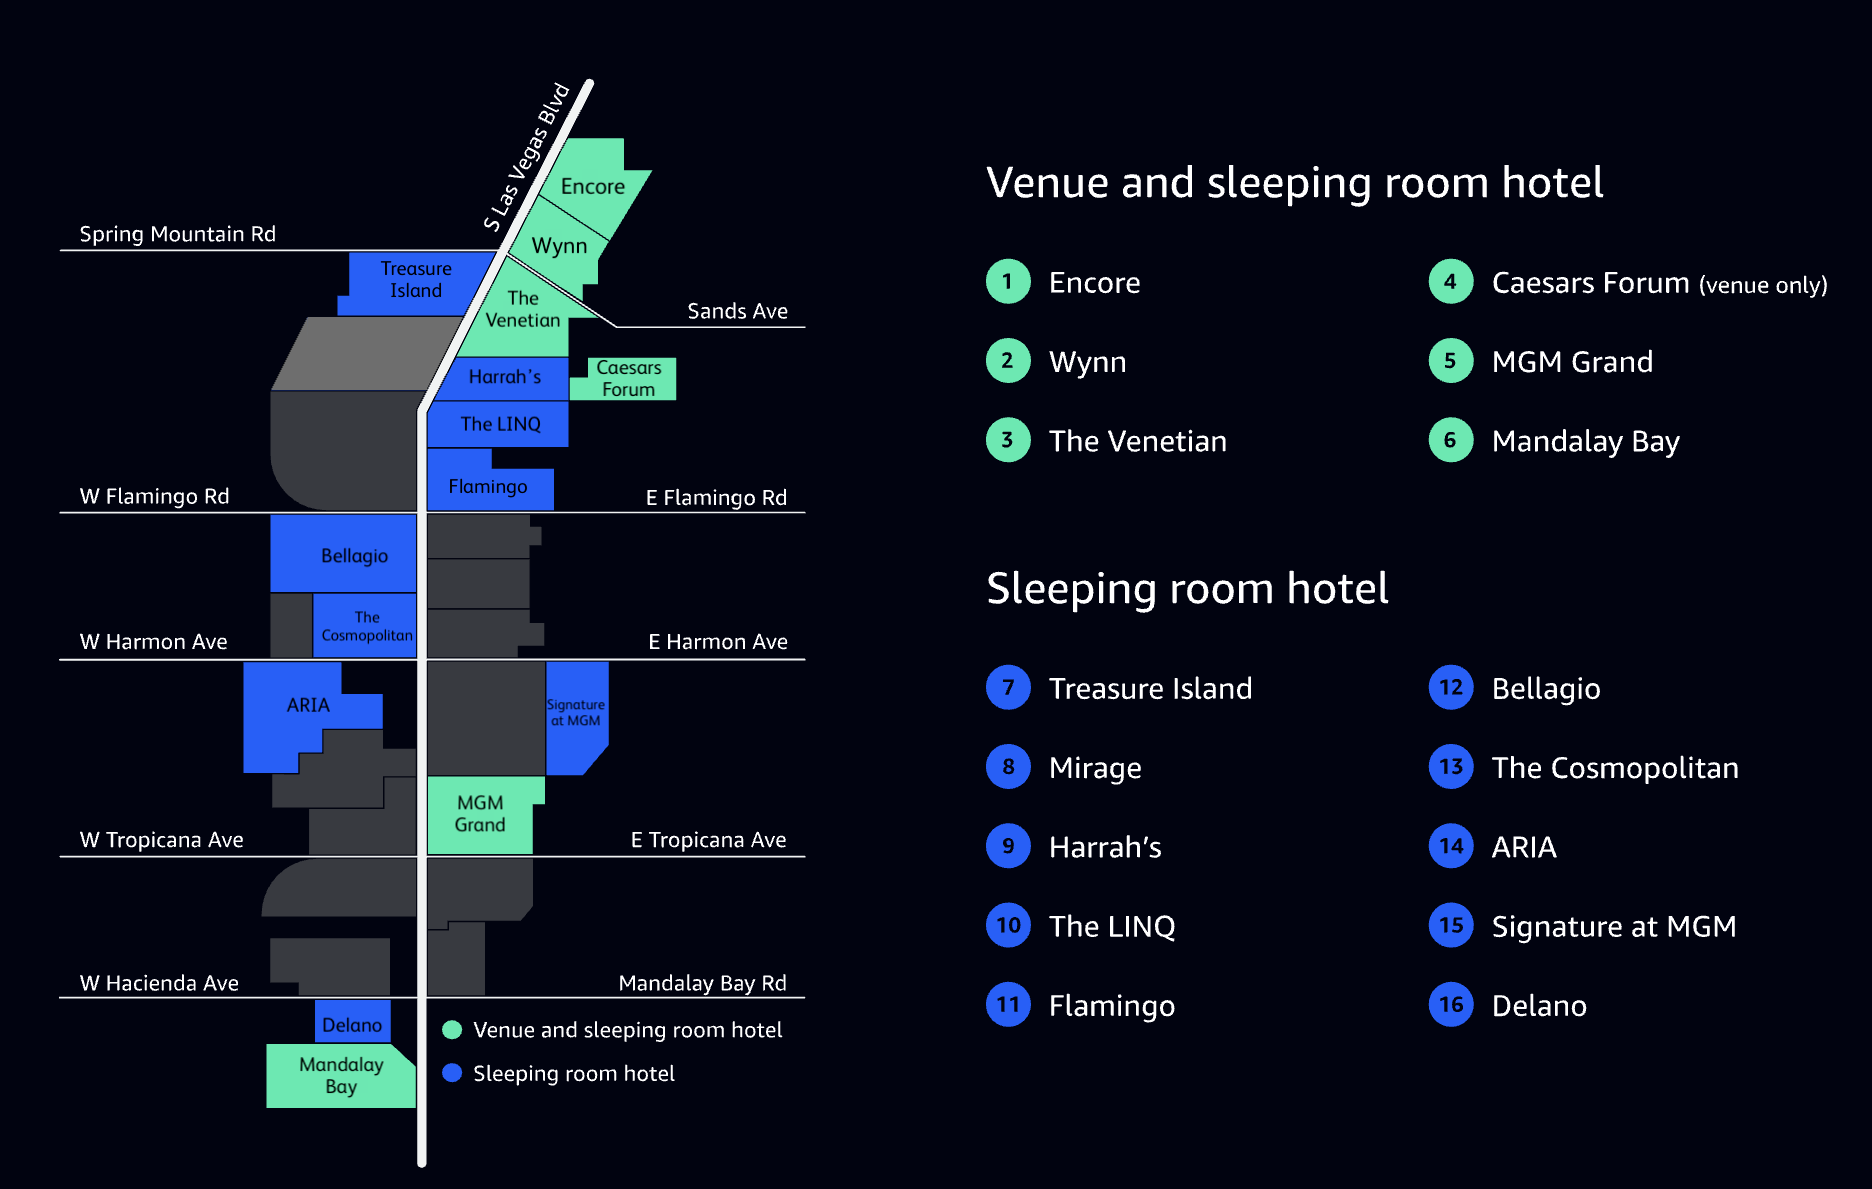 S Las Vegas Blvd
Encore
Wynn
Spring Mountain Rd
Treasure
Island
The
Venetian
Sands Ave
Harrah's
Caesars
Forum
The LINQ
Flamingo
W Flamingo Rd
E Flamingo Rd
Bellagio
The
Cosmopolitan
W Harmon Ave
E Harmon Ave
ARIA
Signature
at MGM
MGM
Grand
W Tropicana Ave
E Tropicana Ave
W Hacienda Ave
Mandalay Bay Rd
Delano
Mandalay
Bay
Venue and sleeping room hotel
Sleeping room hotel
Venue and sleeping room hotel
1 Encore
2 Wynn
3 The Venetian
4 Caesars Forum (venue only)
5 MGM Grand
6 Mandalay Bay
Sleeping room hotel
7 Treasure Island
8 Mirage
9 Harrah’s
10 The LINQ
11 Flamingo
12 Bellagio
13 The Cosmopolitan
14 ARIA
15 Signature at MGM
16 Delano